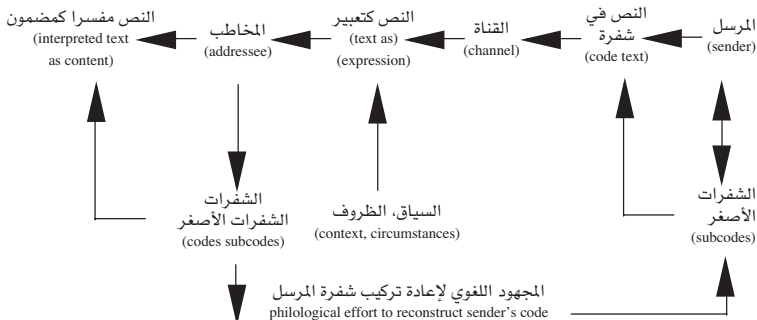 المرسل
(sender)
النص في
شفرة
(code text)
القناة
(channel)
النص كتعبير
(text as)
(expression)
المخاطب
(addressee)
النص مفسرا كمضمون
(interpreted text
as content)
الشفرات
الأصغر
(subcodes)
السياق، الظروف
(context, circumstances)
الشفرات
الشفرات الأصغر
(codes subcodes)
المجهود اللغوي لإعادة تركيب شفرة المرسل
philological effort to reconstruct sender's code